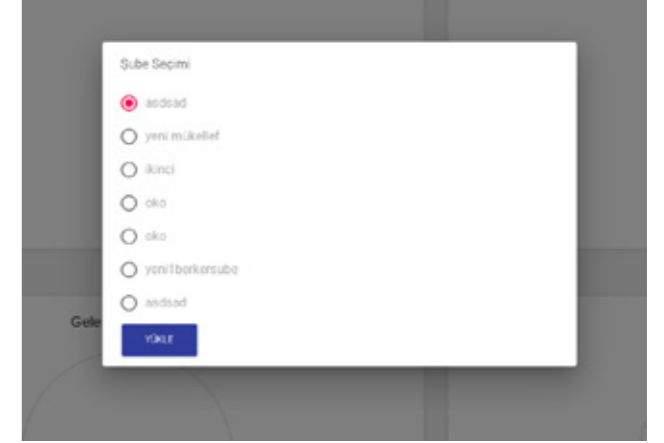 Şube Seçimi
asdsad
yeni mükellef
ikinci
oko
oko
yeni1berkersube
asdsad
Gele
YÜKLE